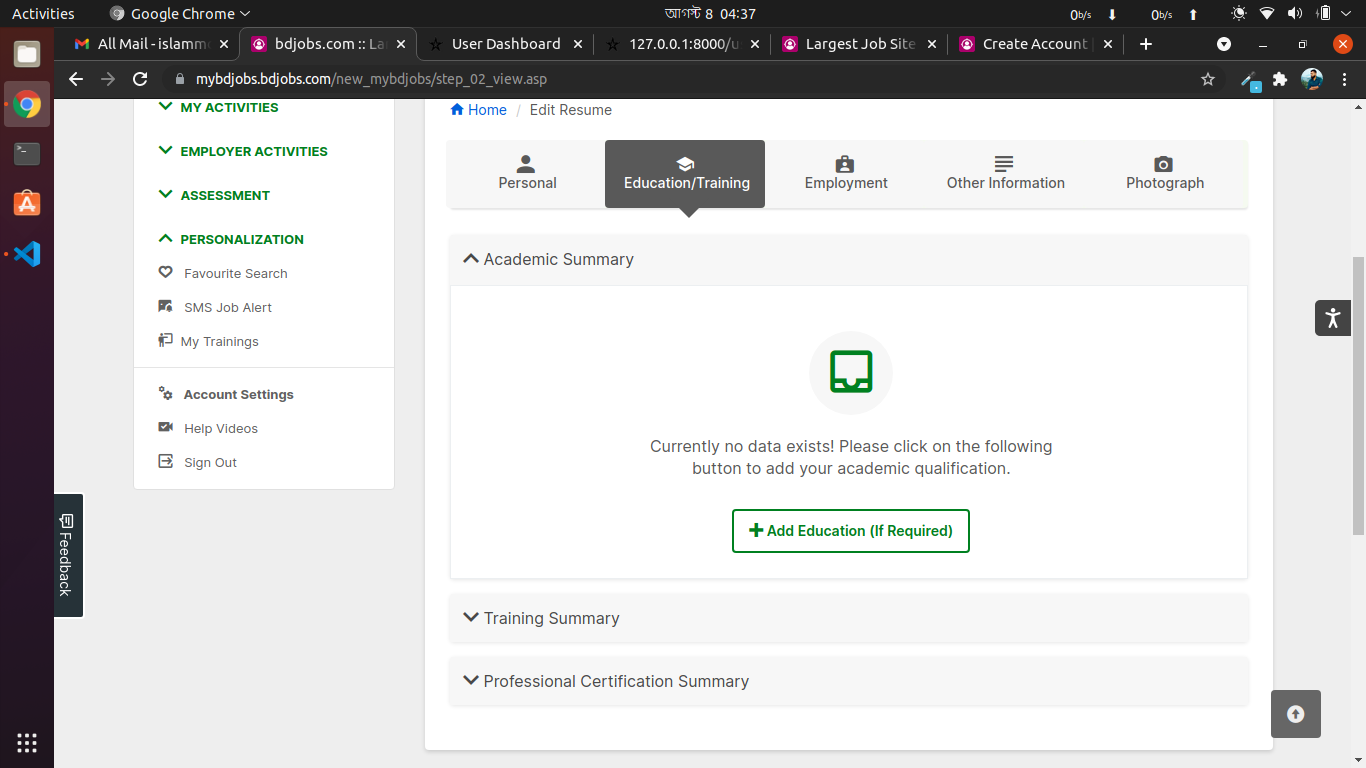 Activities
Google Chrome
আগস্ট 8 04:37
0b/s
0b/s
All Mail - islamm
bdjobs.com :: La
User Dashboard
127.0.0.1:8000/u
Largest Job Site
Create Account
mybdjobs.bdjobs.com/new_mybdjobs/step_02_view.asp
MY ACTIVITIES
EMPLOYER ACTIVITIES
ASSESSMENT
PERSONALIZATION
Favourite Search
SMS Job Alert
My Trainings
Account Settings
Help Videos
Sign Out
Feedback
Home / Edit Resume
Personal
Education/Training
Employment
Other Information
Photograph
Academic Summary
Currently no data exists! Please click on the following
button to add your academic qualification.
Add Education (If Required)
Training Summary
Professional Certification Summary